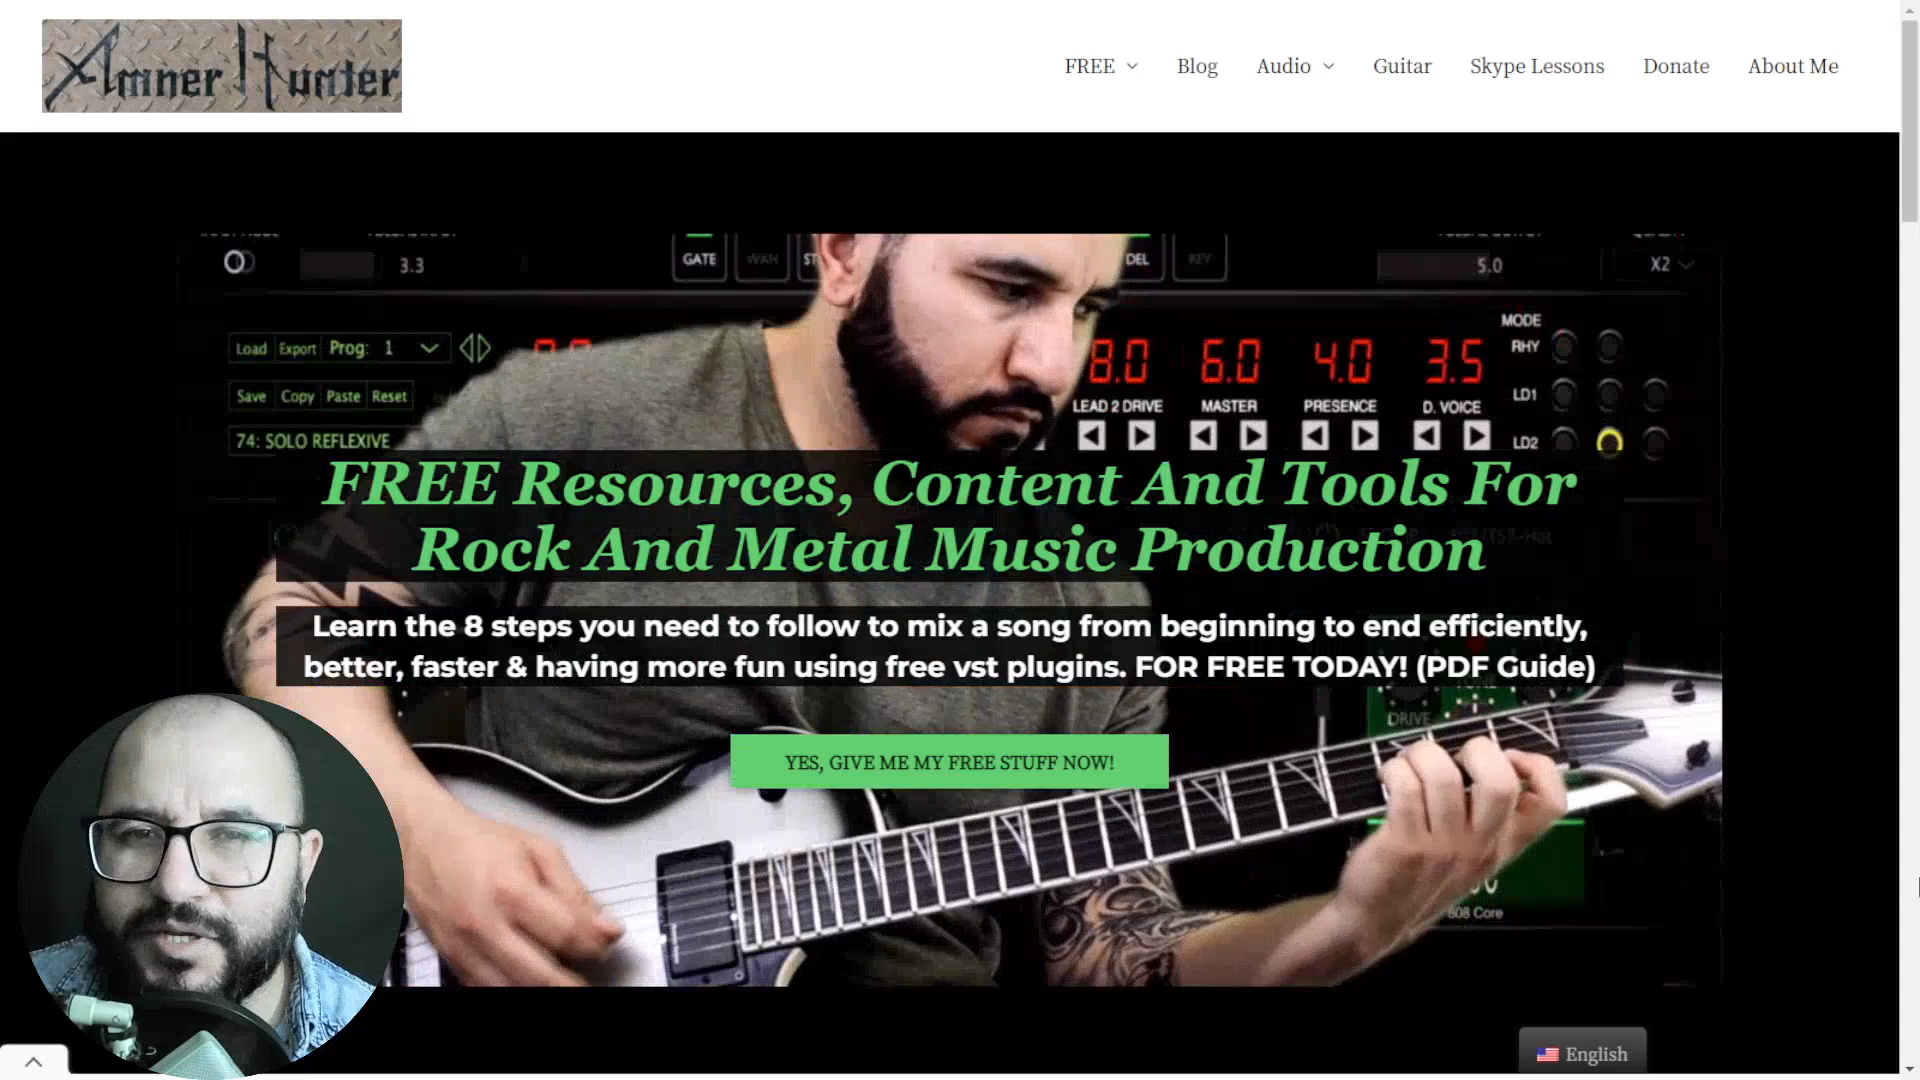 Amner Hunter
FREE
Blog
Audio
Guitar
Skype Lessons
Donate
About Me
3.3
GATE
WAH
DEL
REV
5.0
X2
Load
Export
Prog: 1
Save
Copy
Paste
Reset
74: SOLO REFLEXIVE
8.0
6.0
4.0
3.5
LEAD 2 DRIVE
MASTER
PRESENCE
D. VOICE
MODE
RHY
LD1
LD2
FREE Resources, Content And Tools For
Rock And Metal Music Production
Learn the 8 steps you need to follow to mix a song from beginning to end efficiently,
better, faster & having more fun using free vst plugins. FOR FREE TODAY! (PDF Guide)
DRIVE
YES, GIVE ME MY FREE STUFF NOW!
808 Core
English